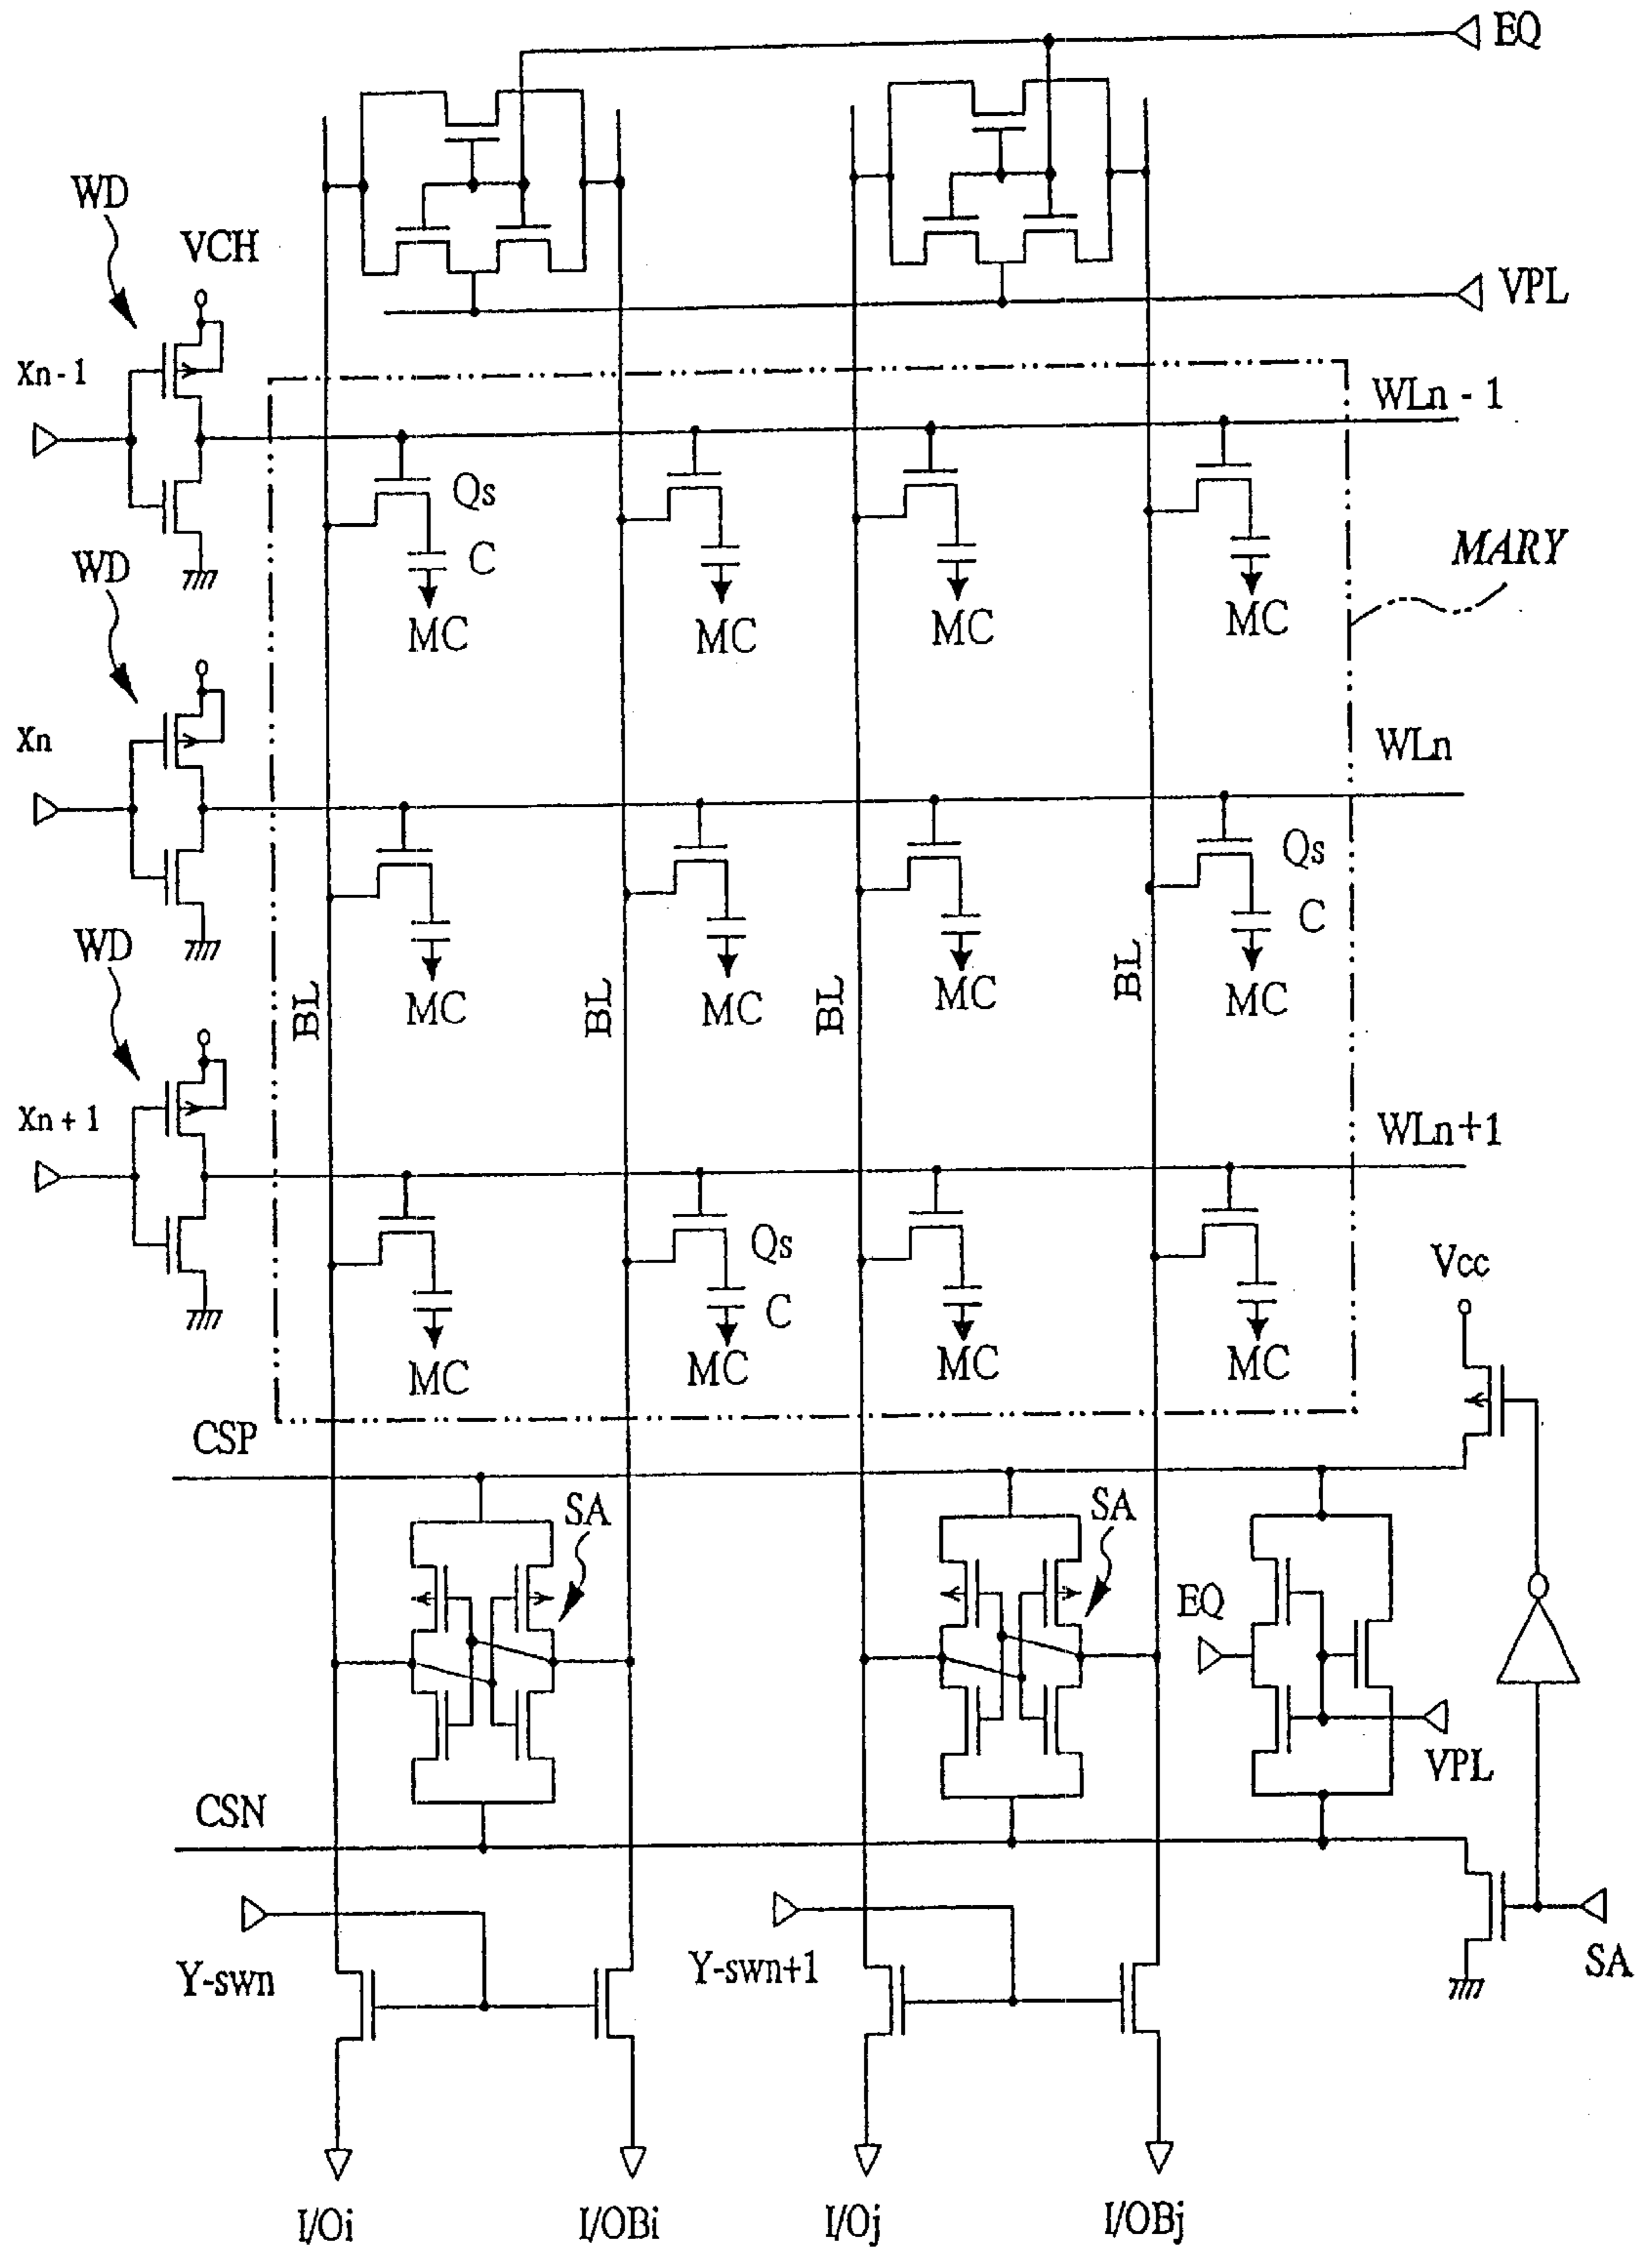 EQ
WD
VCH
VPL
Xn - 1
WLn - 1
Qs
C
WD
MARY
MC
MC
MC
MC
Xn
WLn
Qs
C
WD
BL
BL
BL
BL
MC
MC
MC
MC
Xn + 1
WLn+1
Qs
C
Vcc
MC
MC
MC
MC
CSP
SA
SA
EQ
VPL
CSN
Y-swn
Y-swn+1
SA
I/Oi
I/OBi
I/Oj
I/OBj